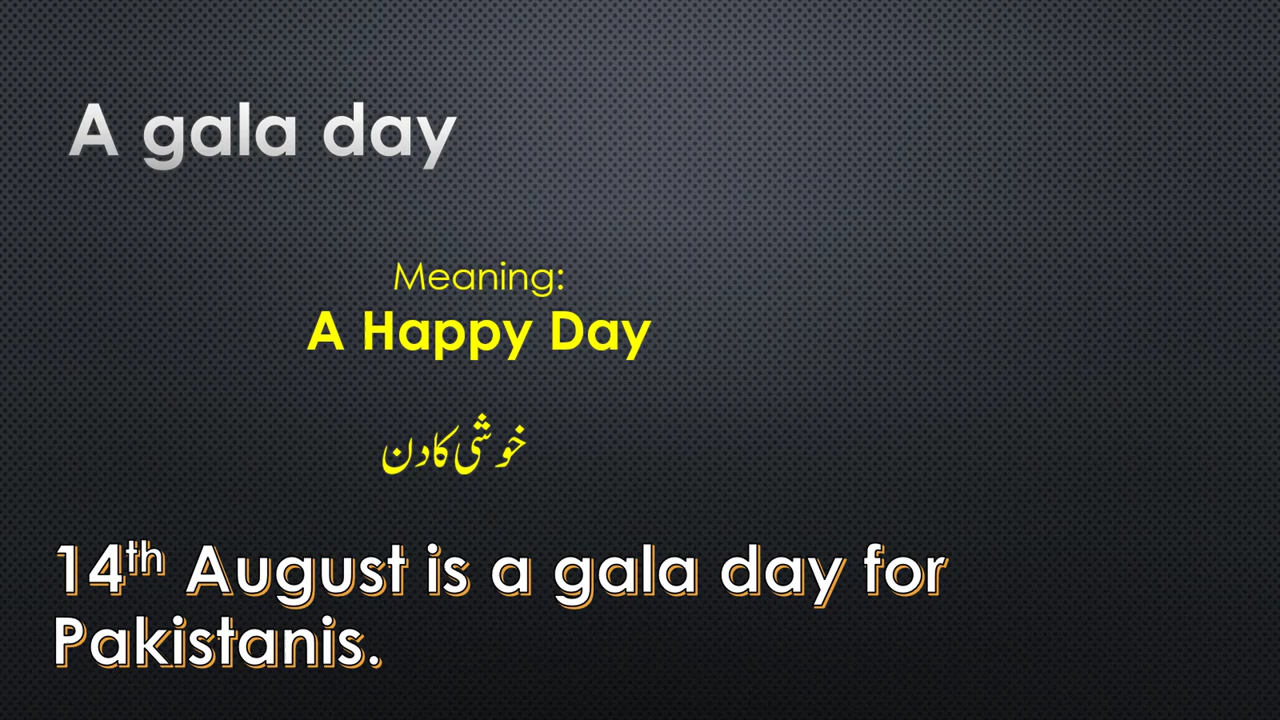 A gala day
Meaning:
A Happy Day
خوشی کا دن
14th August is a gala day for
Pakistanis.